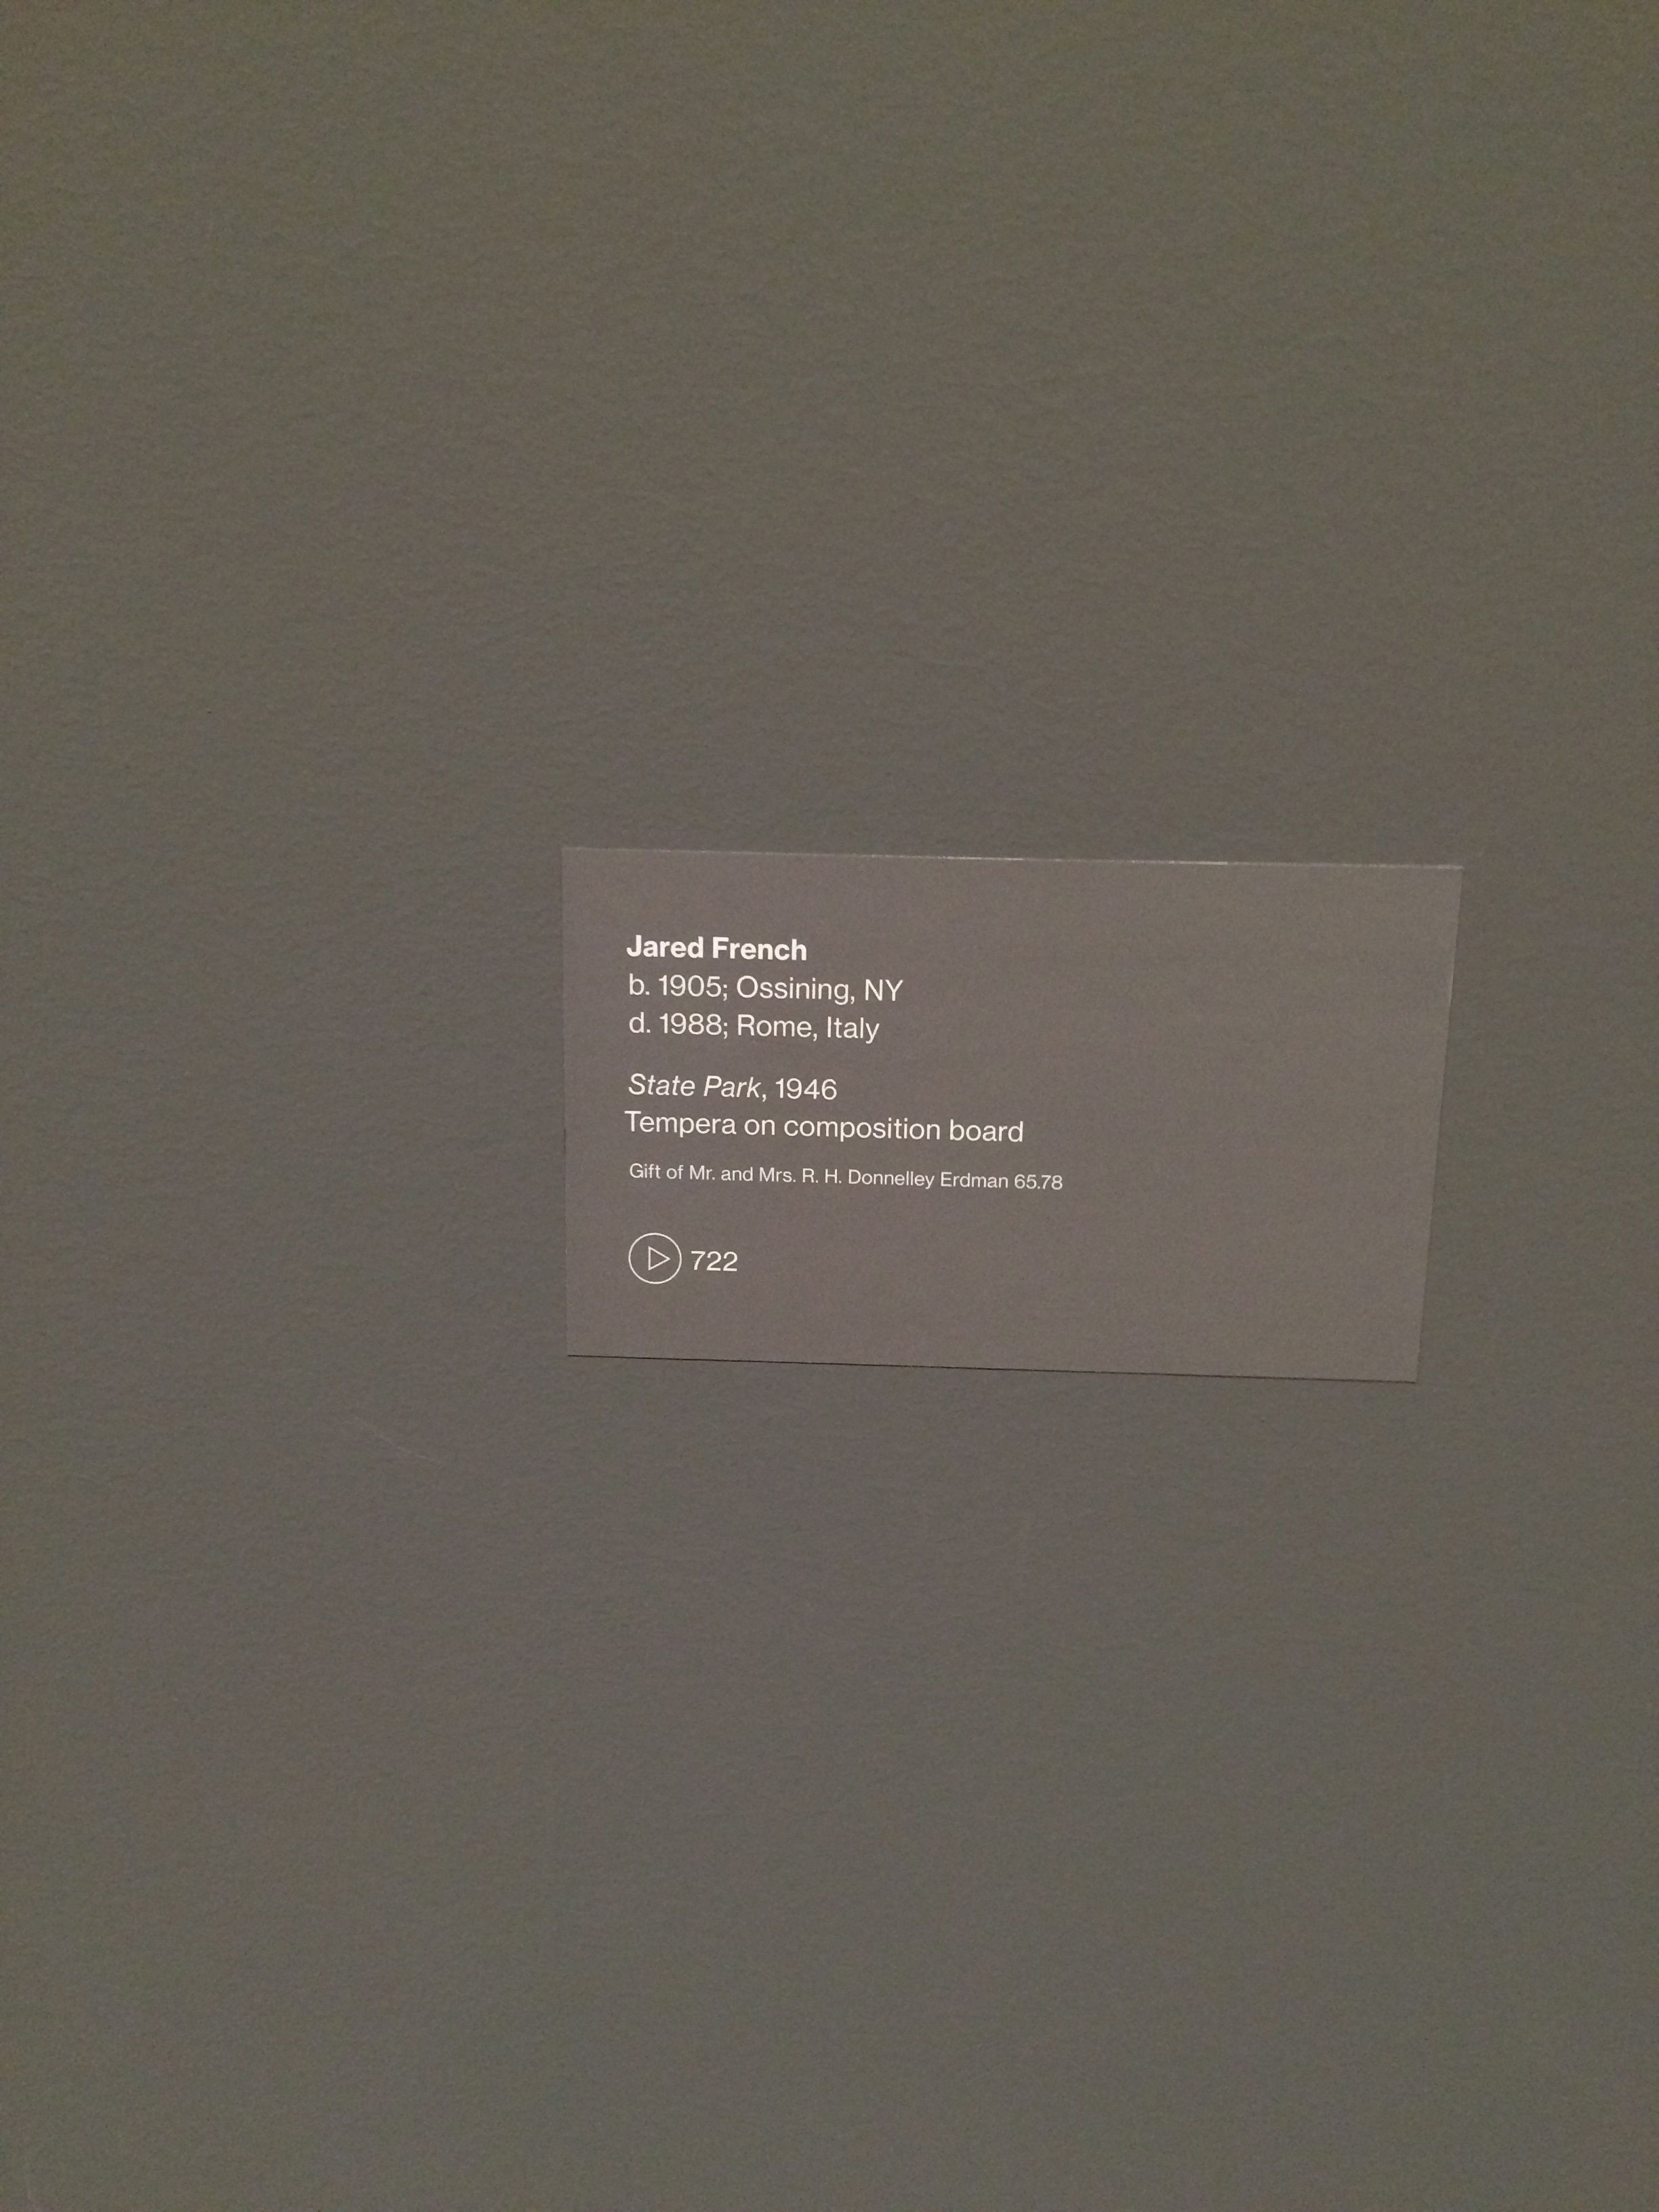 Jared French
b. 1905; Ossining, NY
d. 1988; Rome, Italy
State Park, 1946
Tempera on composition board
Gift of Mr. and Mrs. R. H. Donnelley Erdman 65.78
722